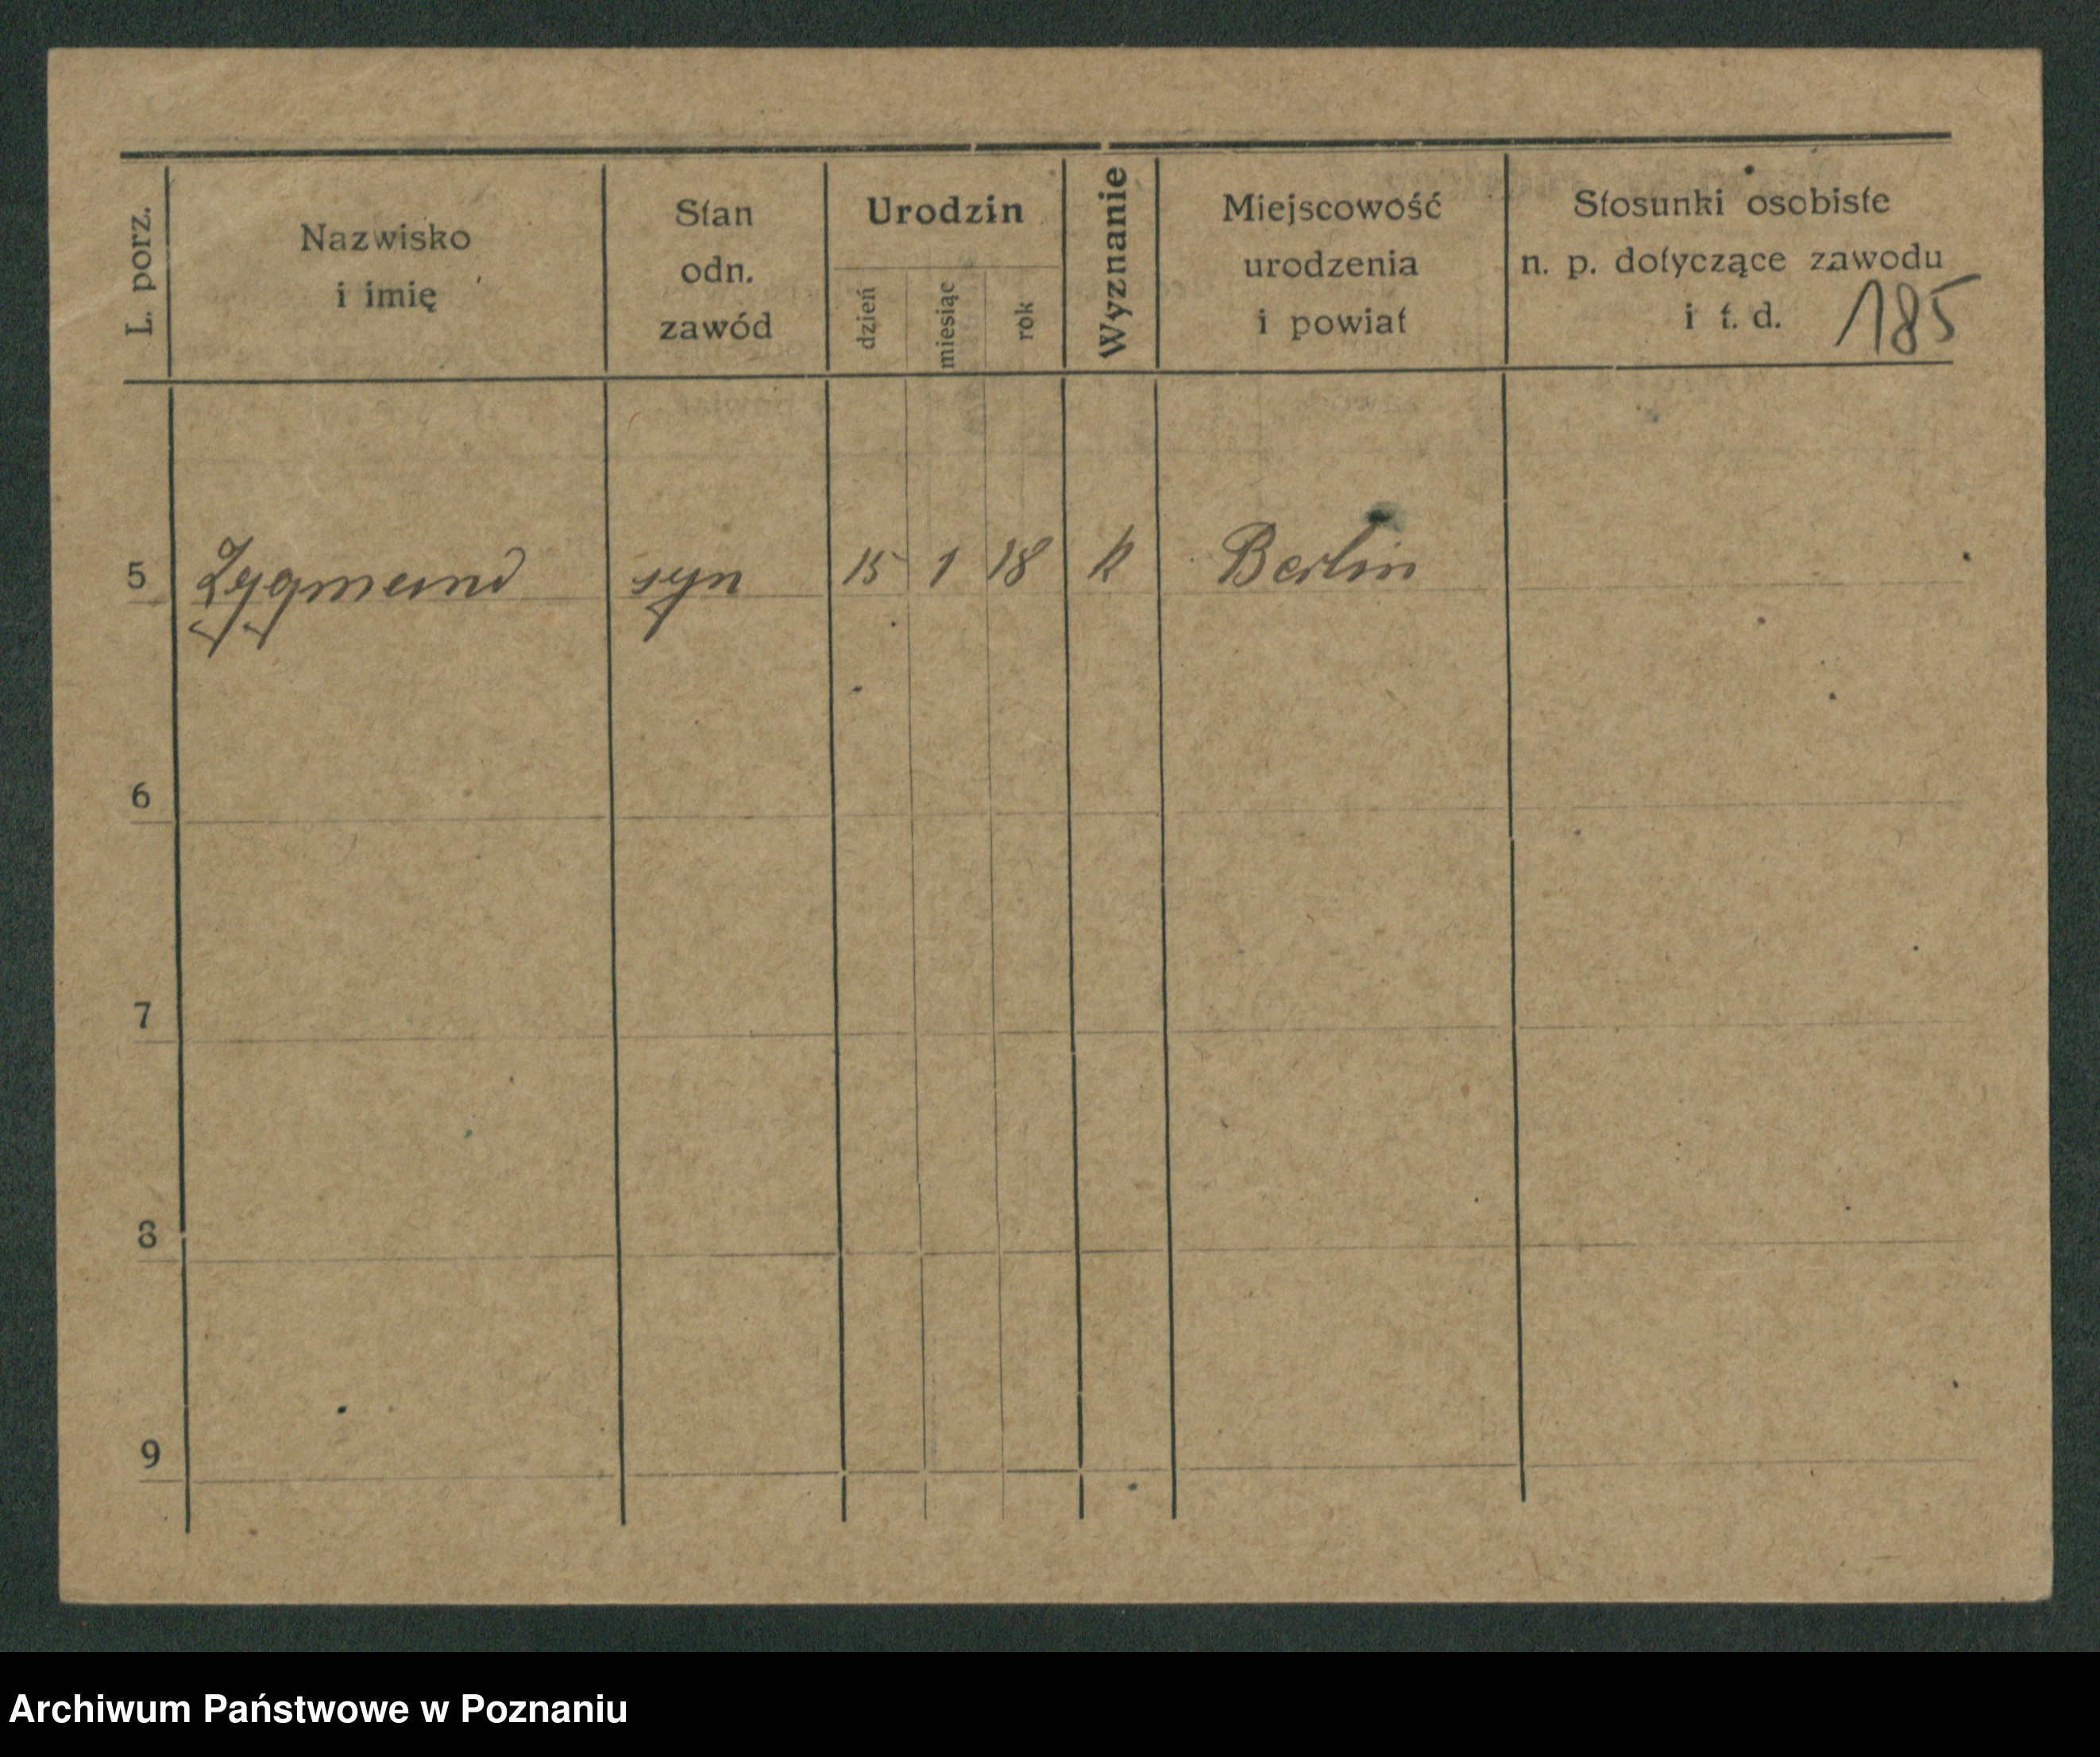 L. porz.
Nazwisko
i imię
Stan
odn.
zawód
Urodzin
dzień
miesiąc
rok
Wyznanie
Miejscowość
urodzenia
i powiat
Stosunki osobiste
n. p. dotyczące zawodu
i t. d.
185
5 Zygmund syn 15 1 18 k Berlin
6
7
8
9
Archiwum Państwowe w Poznaniu